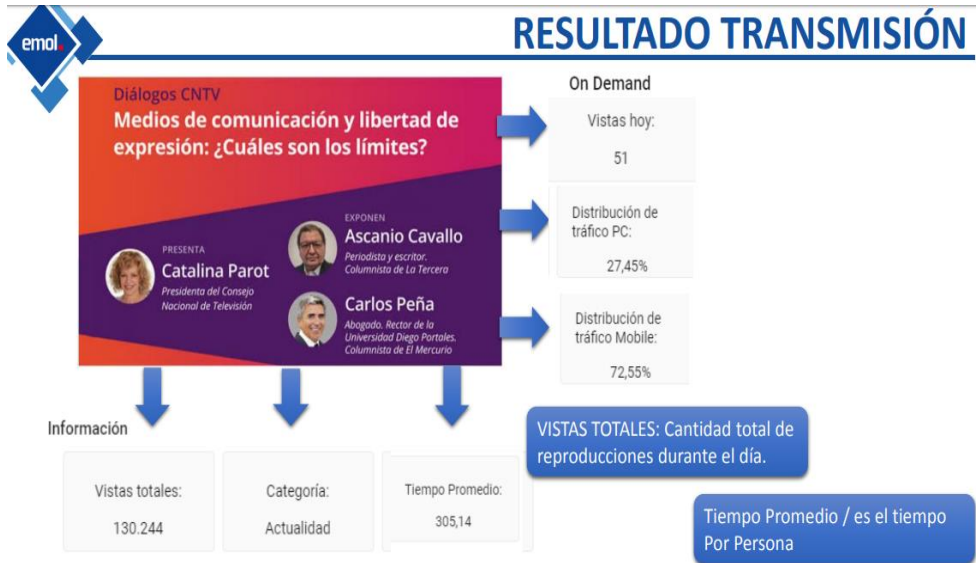 emol.
RESULTADO TRANSMISIÓN
Diálogos CNTV
Medios de comunicación y libertad de
expresión: ¿Cuáles son los límites?
PRESENTA
Catalina Parot
Presidenta del Consejo
Nacional de Televisión
EXPONEN
Ascanio Cavallo
Periodista y escritor.
Columnista de La Tercera
Carlos Peña
Abogado. Rector de la
Universidad Diego Portales.
Columnista de El Mercurio
On Demand
Vistas hoy:
51
Distribución de
tráfico PC:
27,45%
Distribución de
tráfico Mobile:
72,55%
Información
Vistas totales:
130.244
Categoría:
Actualidad
Tiempo Promedio:
305,14
VISTAS TOTALES: Cantidad total de
reproducciones durante el día.
Tiempo Promedio / es el tiempo
Por Persona